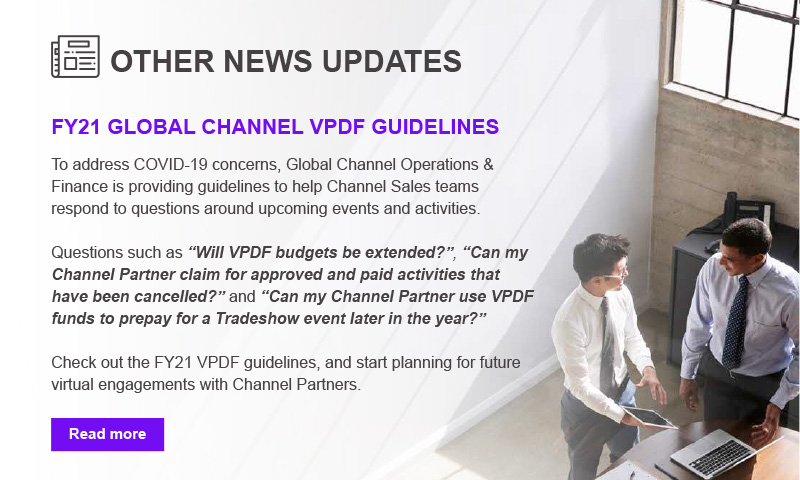 OTHER NEWS UPDATES
FY21 GLOBAL CHANNEL VPDF GUIDELINES
To address COVID-19 concerns, Global Channel Operations &
Finance is providing guidelines to help Channel Sales teams
respond to questions around upcoming events and activities.
Questions such as “Will VPDF budgets be extended?”, “Can my
Channel Partner claim for approved and paid activities that
have been cancelled?” and “Can my Channel Partner use VPDF
funds to prepay for a Tradeshow event later in the year?”
Check out the FY21 VPDF guidelines, and start planning for future
virtual engagements with Channel Partners.
Read more